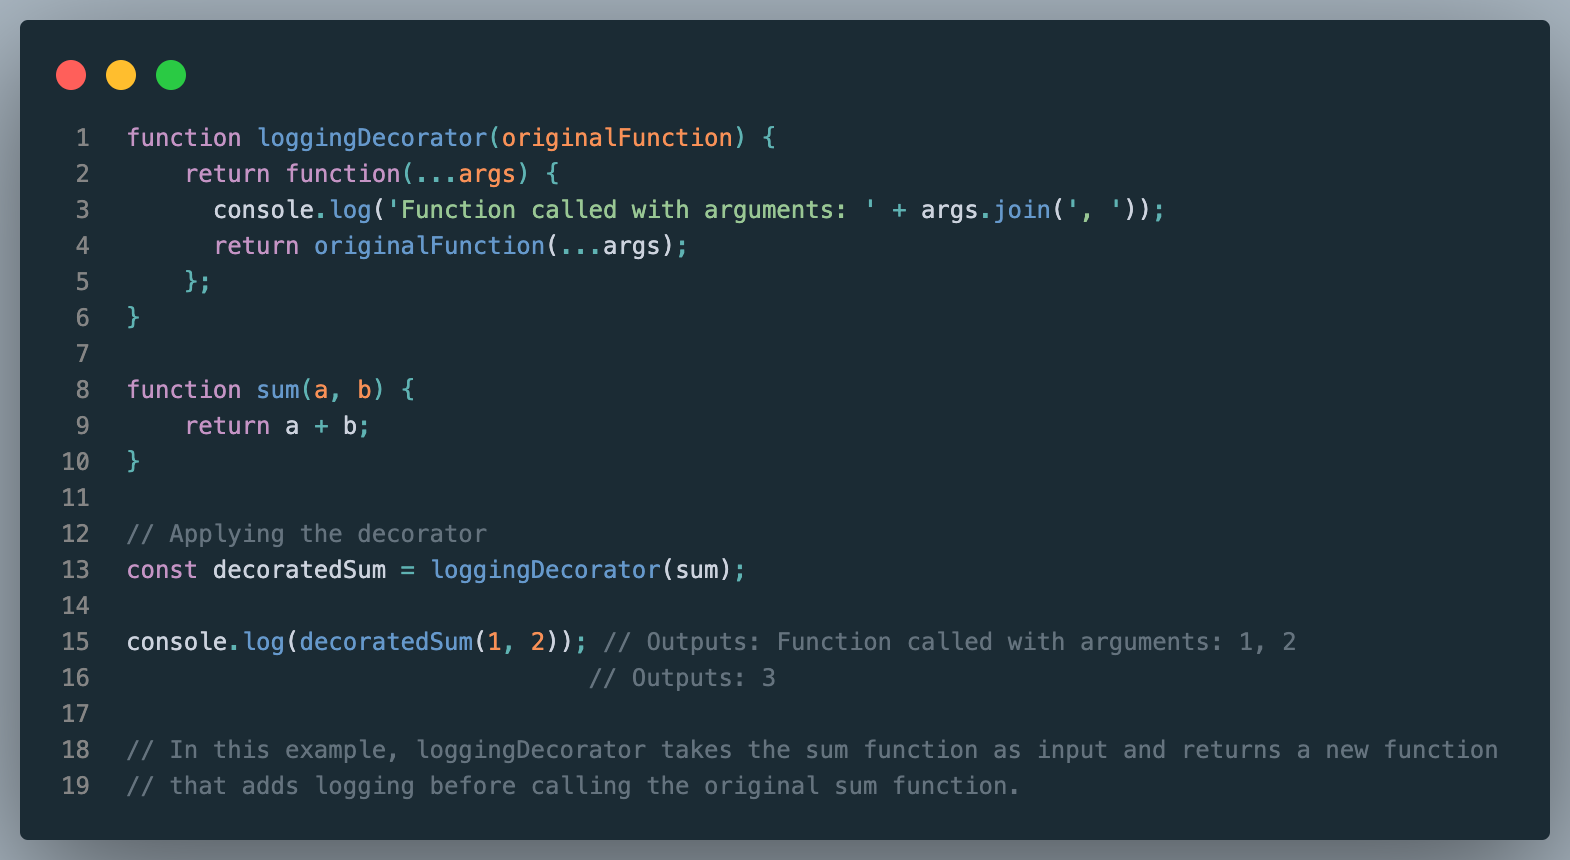 1 function loggingDecorator(originalFunction) {
2     return function(...args) {
3       console.log('Function called with arguments: ' + args.join(', '));
4       return originalFunction(...args);
5     };
6 }
7
8 function sum(a, b) {
9     return a + b;
10 }
11
12 // Applying the decorator
13 const decoratedSum = loggingDecorator(sum);
14
15 console.log(decoratedSum(1, 2)); // Outputs: Function called with arguments: 1, 2
16                                 // Outputs: 3
17
18 // In this example, loggingDecorator takes the sum function as input and returns a new function
19 // that adds logging before calling the original sum function.